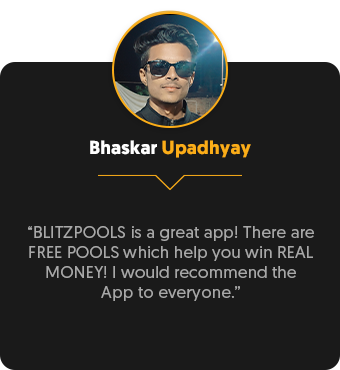 Bhaskar Upadhyay
“BLITZPOOLS is a great app! There are
FREE POOLS which help you win REAL
MONEY! I would recommend the
App to everyone.”